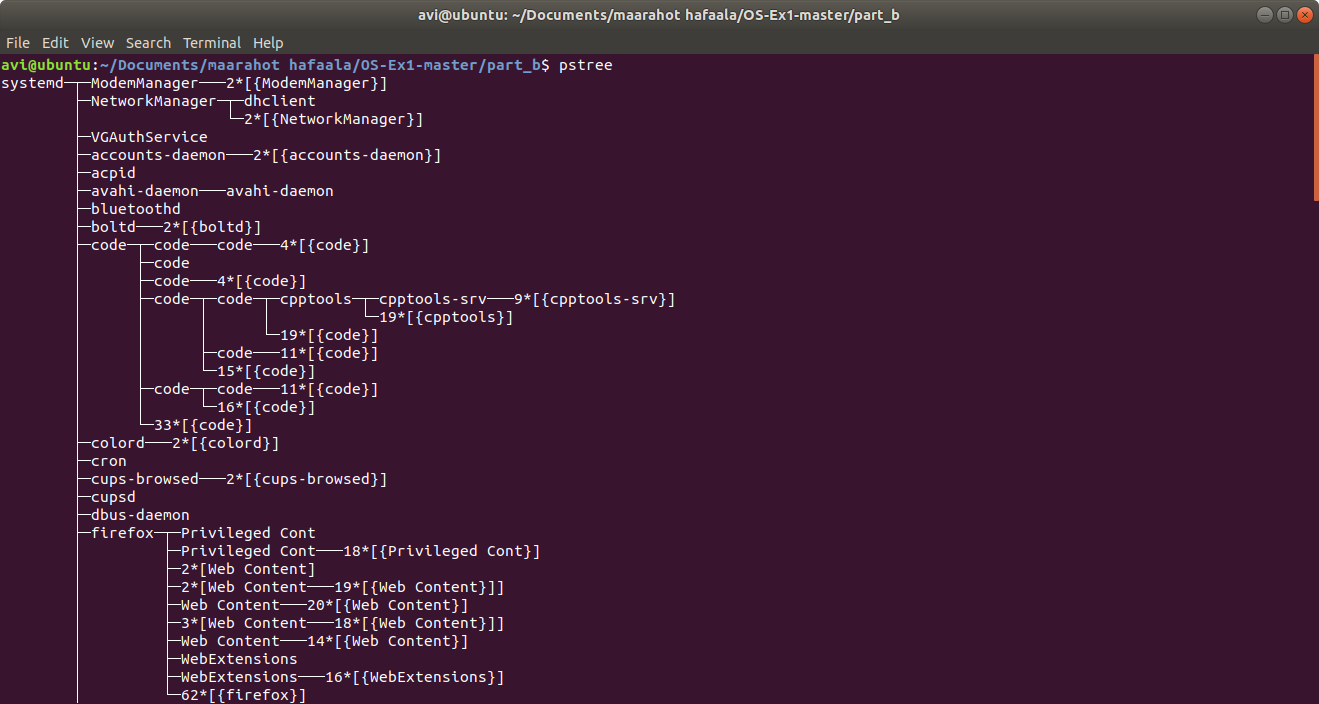 avi@ubuntu: ~/Documents/maarahot hafaala/OS-Ex1-master/part_b
File Edit View Search Terminal Help
avi@ubuntu:~/Documents/maarahot hafaala/OS-Ex1-master/part_b$ pstree
systemd─┬─ModemManager───2*[{ModemManager}]
        ├─NetworkManager─┬─dhclient
        │                └─2*[{NetworkManager}]
        ├─VGAuthService
        ├─accounts-daemon───2*[{accounts-daemon}]
        ├─acpid
        ├─avahi-daemon───avahi-daemon
        ├─bluetoothd
        ├─boltd───2*[{boltd}]
        ├─code─┬─code───code───4*[{code}]
        │      ├─code
        │      ├─code───4*[{code}]
        │      ├─code─┬─code─┬─cpptools─┬─cpptools-srv───9*[{cpptools-srv}]
        │      │      │      │          └─19*[{cpptools}]
        │      │      │      └─19*[{code}]
        │      │      ├─code───11*[{code}]
        │      │      └─15*[{code}]
        │      ├─code─┬─code───11*[{code}]
        │      │      └─16*[{code}]
        │      └─33*[{code}]
        ├─colord───2*[{colord}]
        ├─cron
        ├─cups-browsed───2*[{cups-browsed}]
        ├─cupsd
        ├─dbus-daemon
        ├─firefox─┬─Privileged Cont
        │         ├─Privileged Cont───18*[{Privileged Cont}]
        │         ├─2*[Web Content]
        │         ├─2*[Web Content───19*[{Web Content}]]
        │         ├─Web Content───20*[{Web Content}]
        │         ├─3*[Web Content───18*[{Web Content}]]
        │         ├─Web Content───14*[{Web Content}]
        │         ├─WebExtensions
        │         ├─WebExtensions───16*[{WebExtensions}]
        │         └─62*[{firefox}]